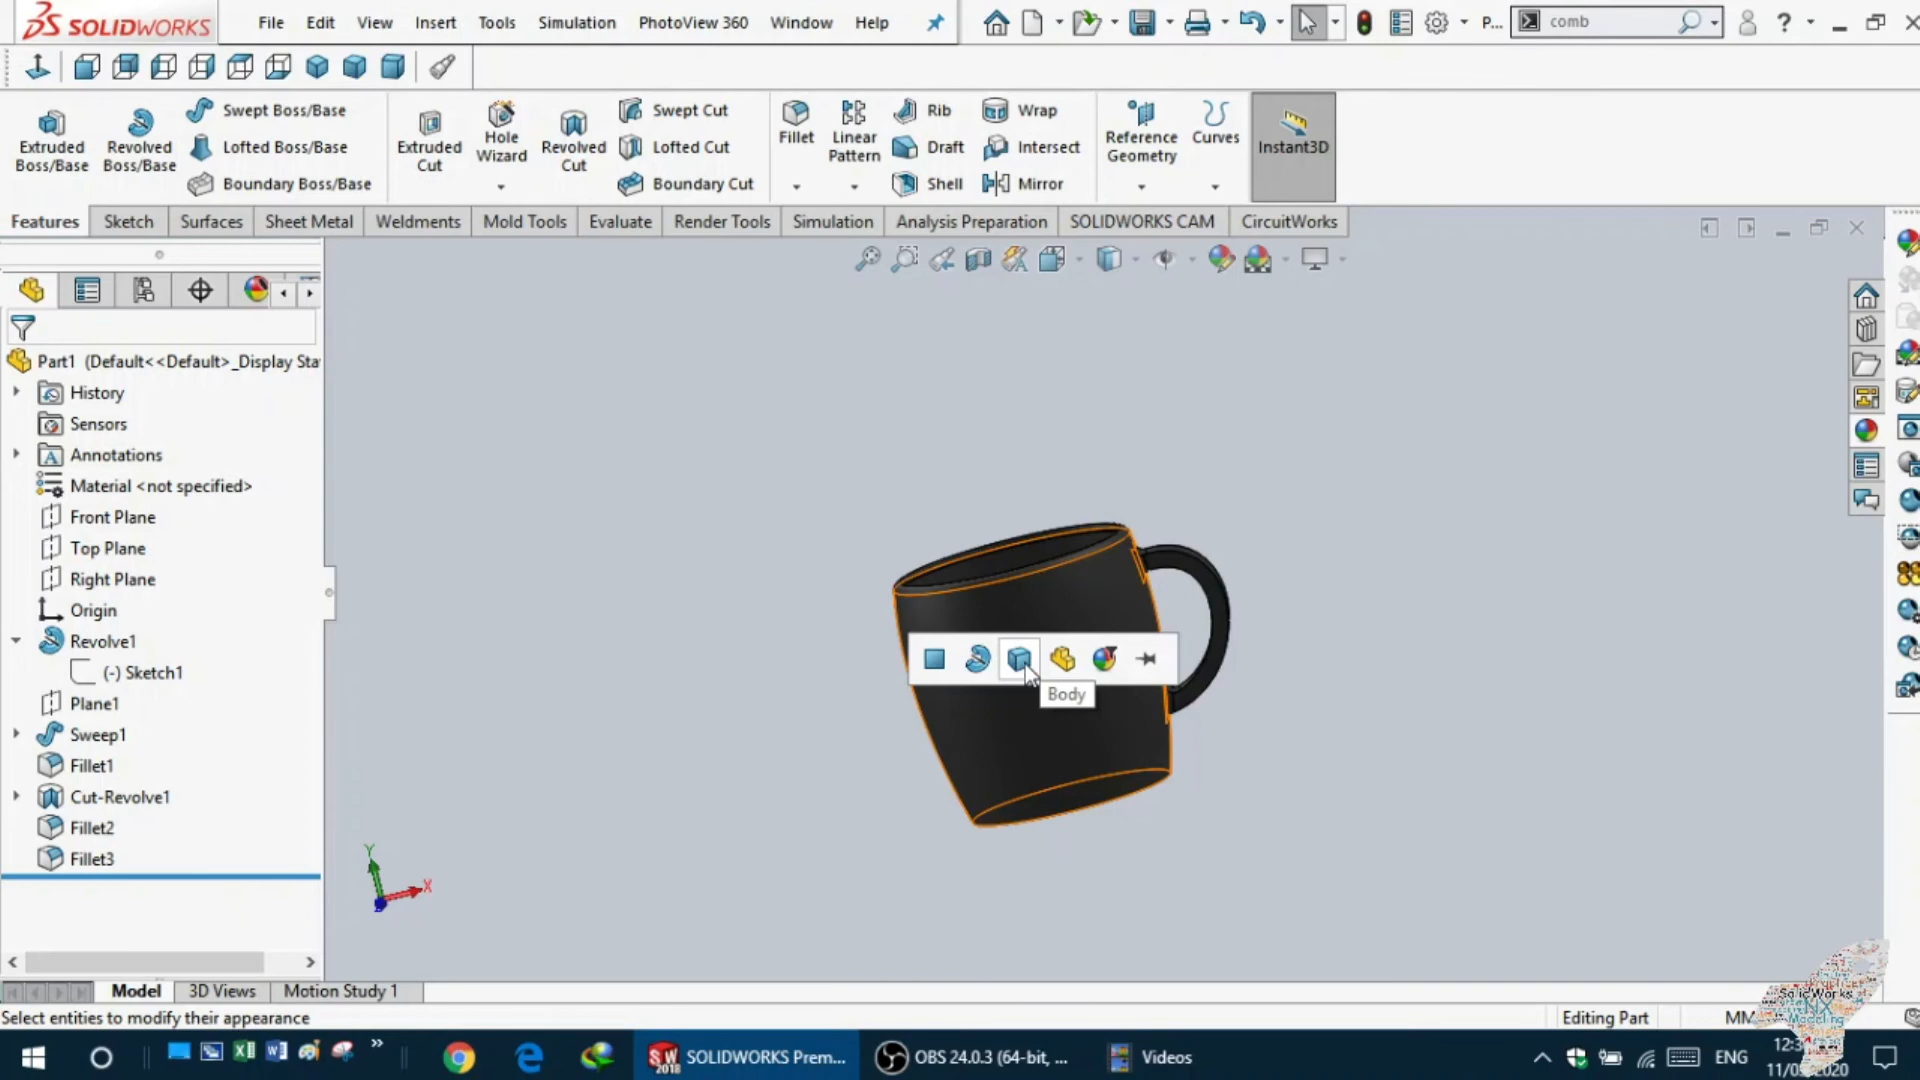 SOLIDWORKS File Edit View Insert Tools Simulation PhotoView 360 Window Help P... comb
Extruded Boss/Base
Revolved Boss/Base
Swept Boss/Base
Lofted Boss/Base
Boundary Boss/Base
Extruded Cut
Hole Wizard
Revolved Cut
Swept Cut
Lofted Cut
Boundary Cut
Fillet
Linear Pattern
Rib
Draft
Shell
Wrap
Intersect
Mirror
Reference Geometry
Curves
Instant3D
Features Sketch Surfaces Sheet Metal Weldments Mold Tools Evaluate Render Tools Simulation Analysis Preparation SOLIDWORKS CAM CircuitWorks
Part1 (Default<<Default>_Display Sta
History
Sensors
Annotations
Material <not specified>
Front Plane
Top Plane
Right Plane
Origin
Revolve1
(-) Sketch1
Plane1
Sweep1
Fillet1
Cut-Revolve1
Fillet2
Fillet3
Body
Y
X
Model 3D Views Motion Study 1
SolidWorks
NX
Modeling
Select entities to modify their appearance Editing Part
SW 2018 SOLIDWORKS Prem... OBS 24.0.3 (64-bit, ... Videos ENG